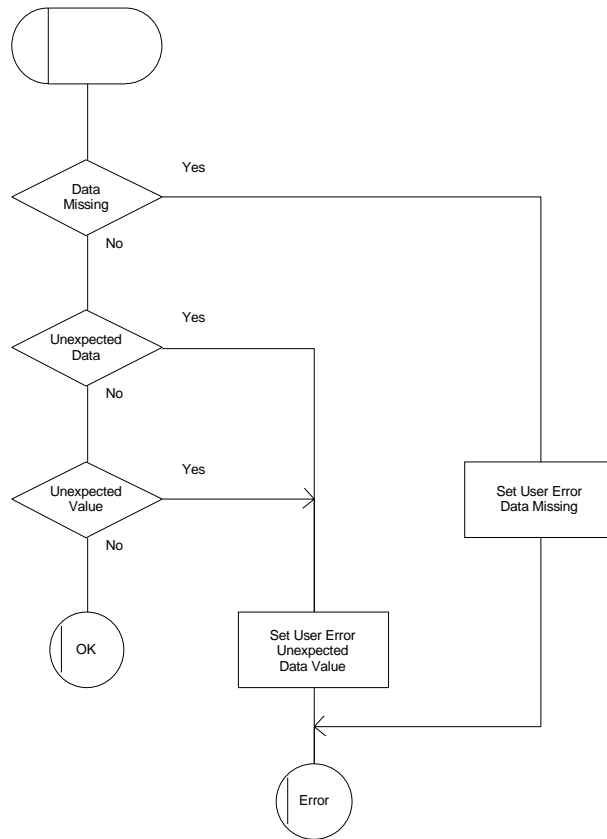 Yes
Data
Missing
No
Yes
Unexpected
Data
No
Yes
Unexpected
Value
Set User Error
Data Missing
No
OK
Set User Error
Unexpected
Data Value
Error